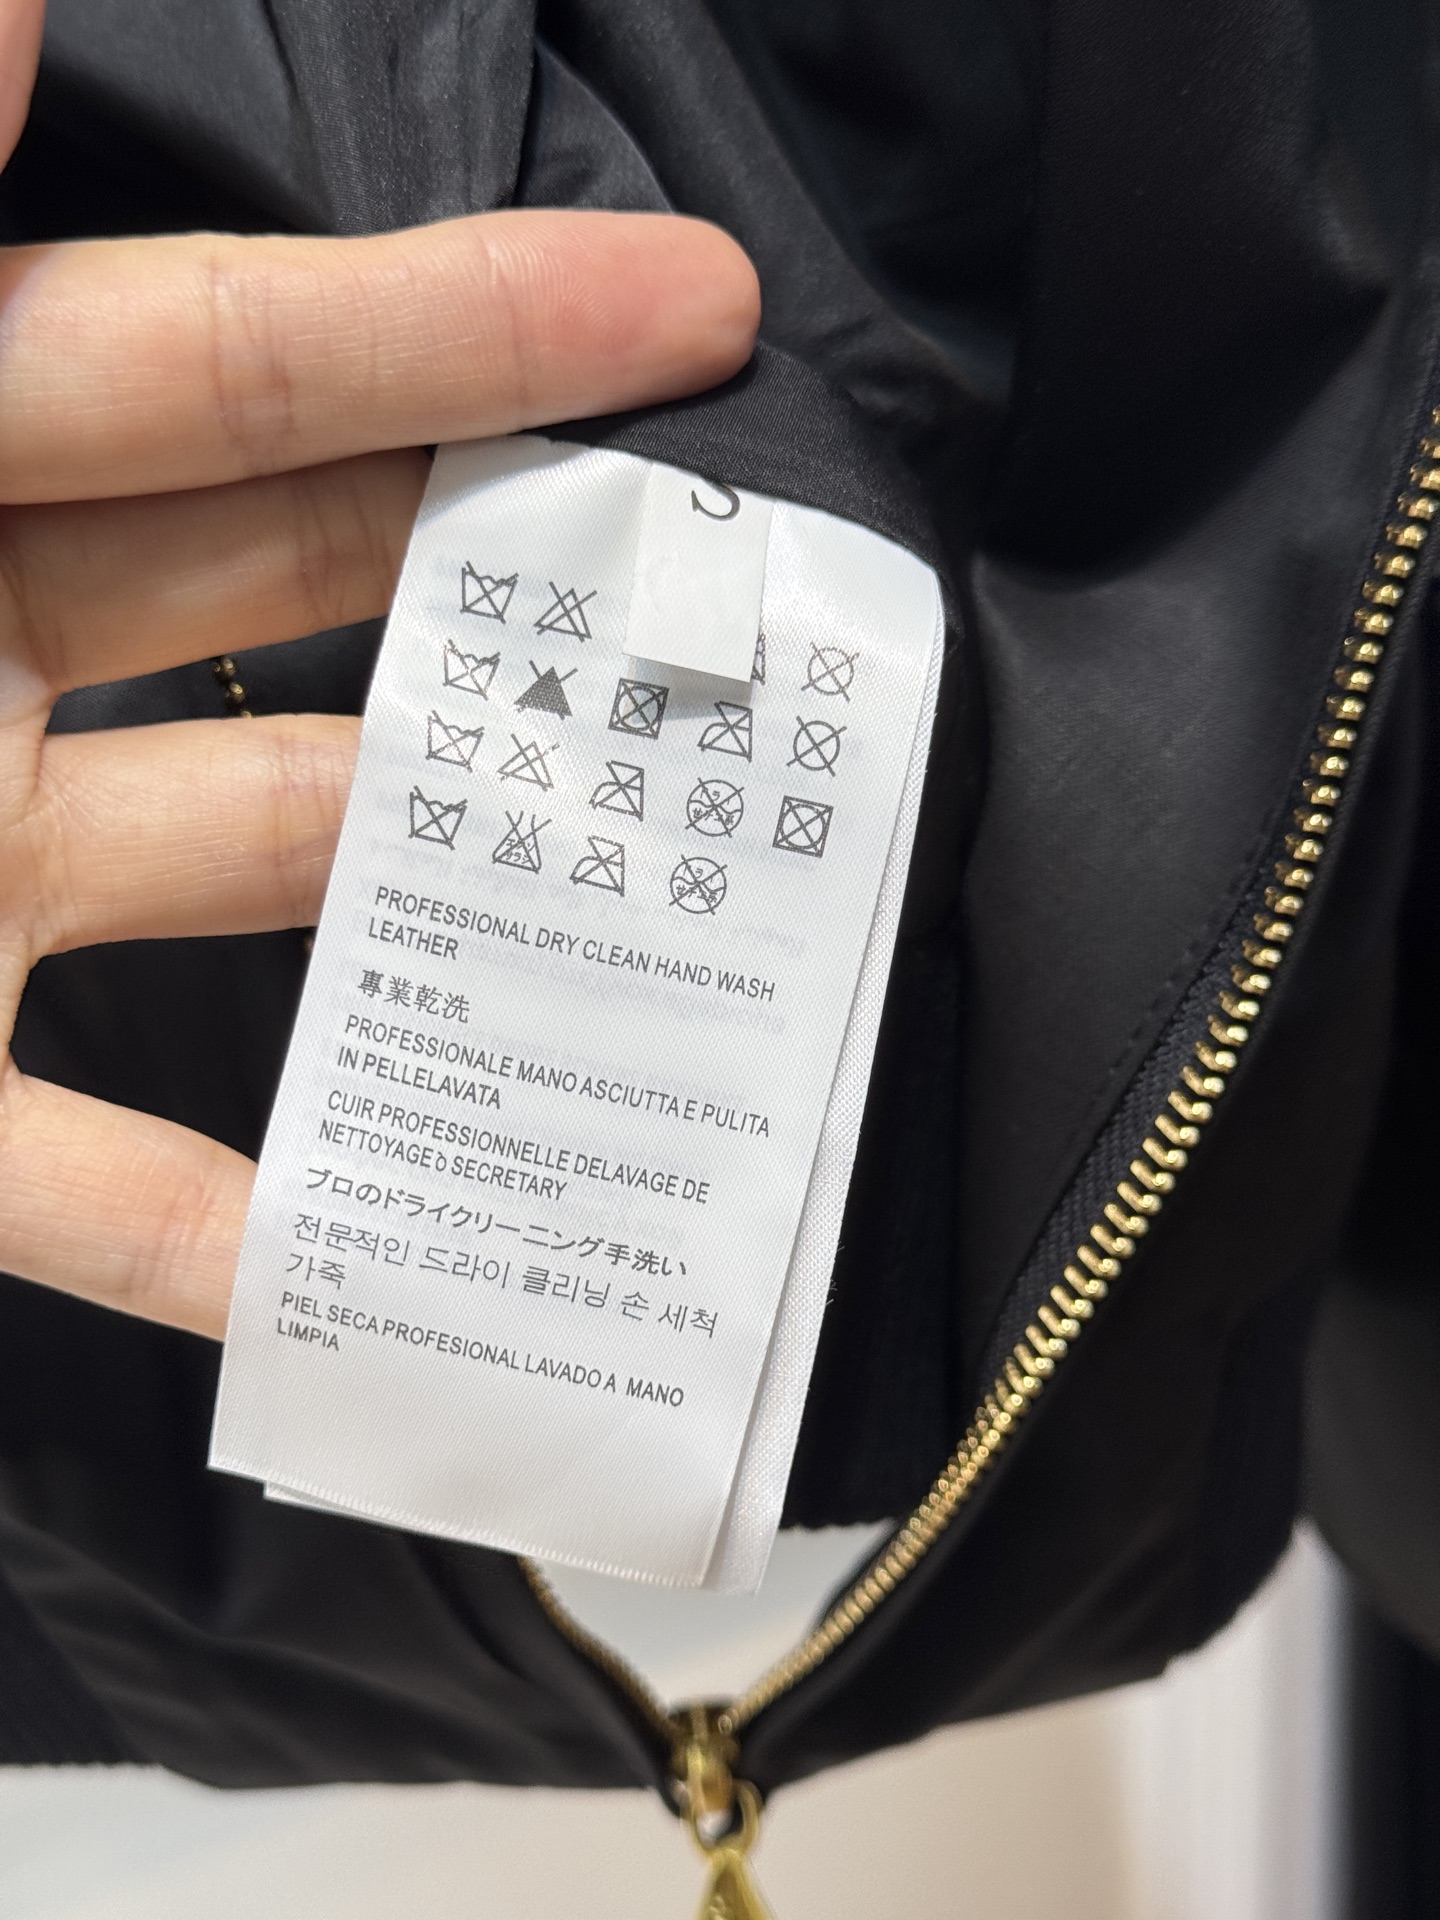 S
PROFESSIONAL DRY CLEAN HAND WASH
LEATHER
專業乾洗
PROFESSIONALE MANO ASCIUTTA E PULITA
IN PELLELAVATA
CUIR PROFESSIONNELLE DELAVAGE DE
NETTOYAGE ò SECRETARY
プロのドライクリーニング手洗い
전문적인 드라이 클리닝 손 세척
가죽
PIEL SECA PROFESIONAL LAVADO A MANO
LIMPIA